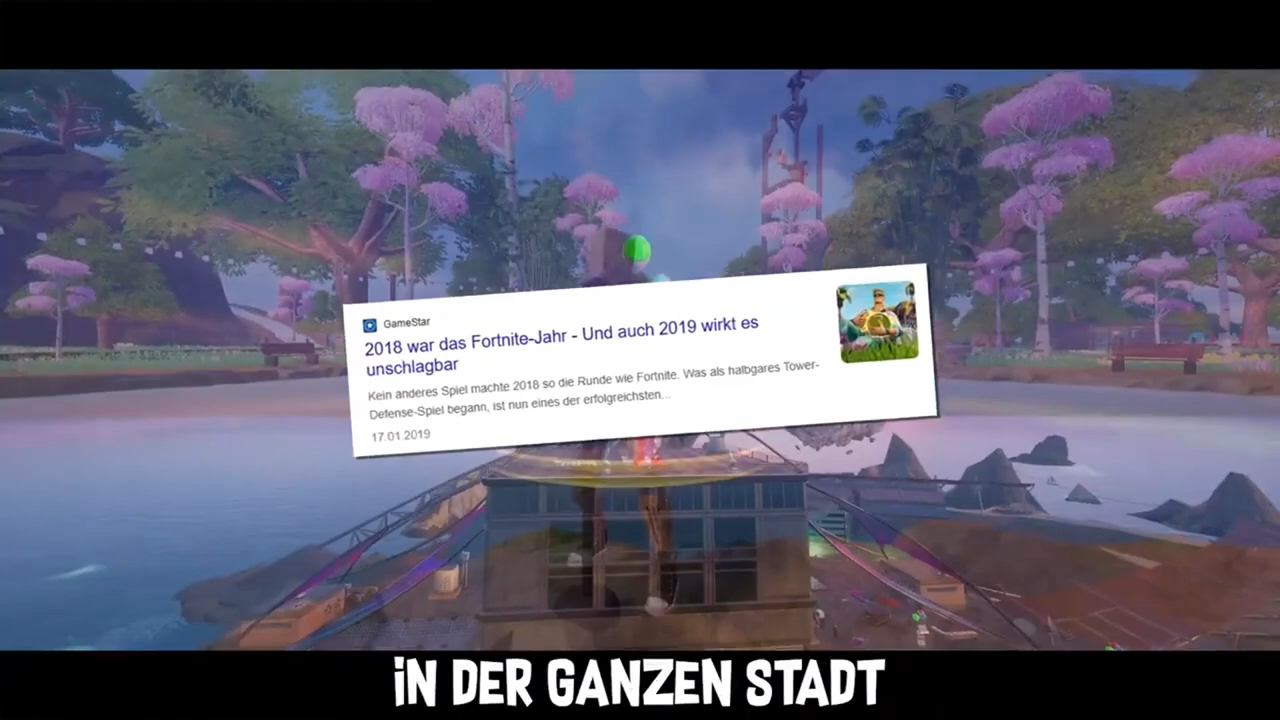 GameStar
2018 war das Fortnite-Jahr - Und auch 2019 wirkt es
unschlagbar
Kein anderes Spiel machte 2018 so die Runde wie Fortnite. Was als halbgares Tower-
Defense-Spiel begann, ist nun eines der erfolgreichsten...
17.01.2019
iN DER GANZEN STADT